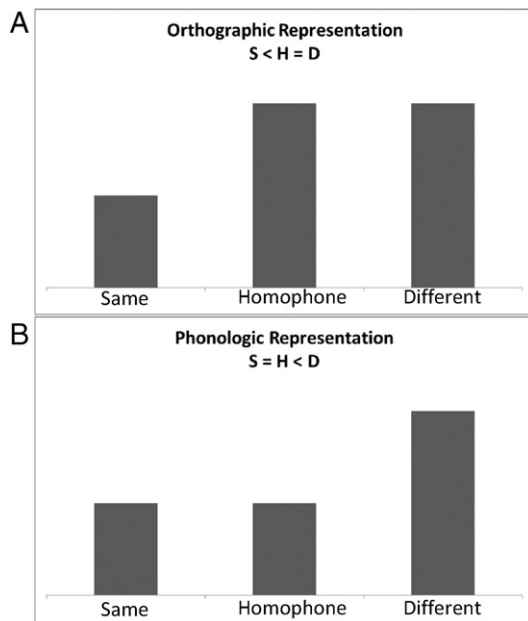 A
Orthographic Representation
S < H = D
Same Homophone Different
B
Phonologic Representation
S = H < D
Same Homophone Different